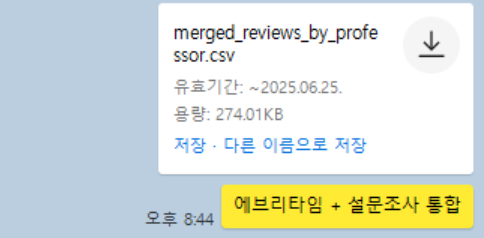 merged_reviews_by_profe
ssor.csv
유효기간: ~2025.06.25.
용량: 274.01KB
저장 · 다른 이름으로 저장
오후 8:44
에브리타임 + 설문조사 통합